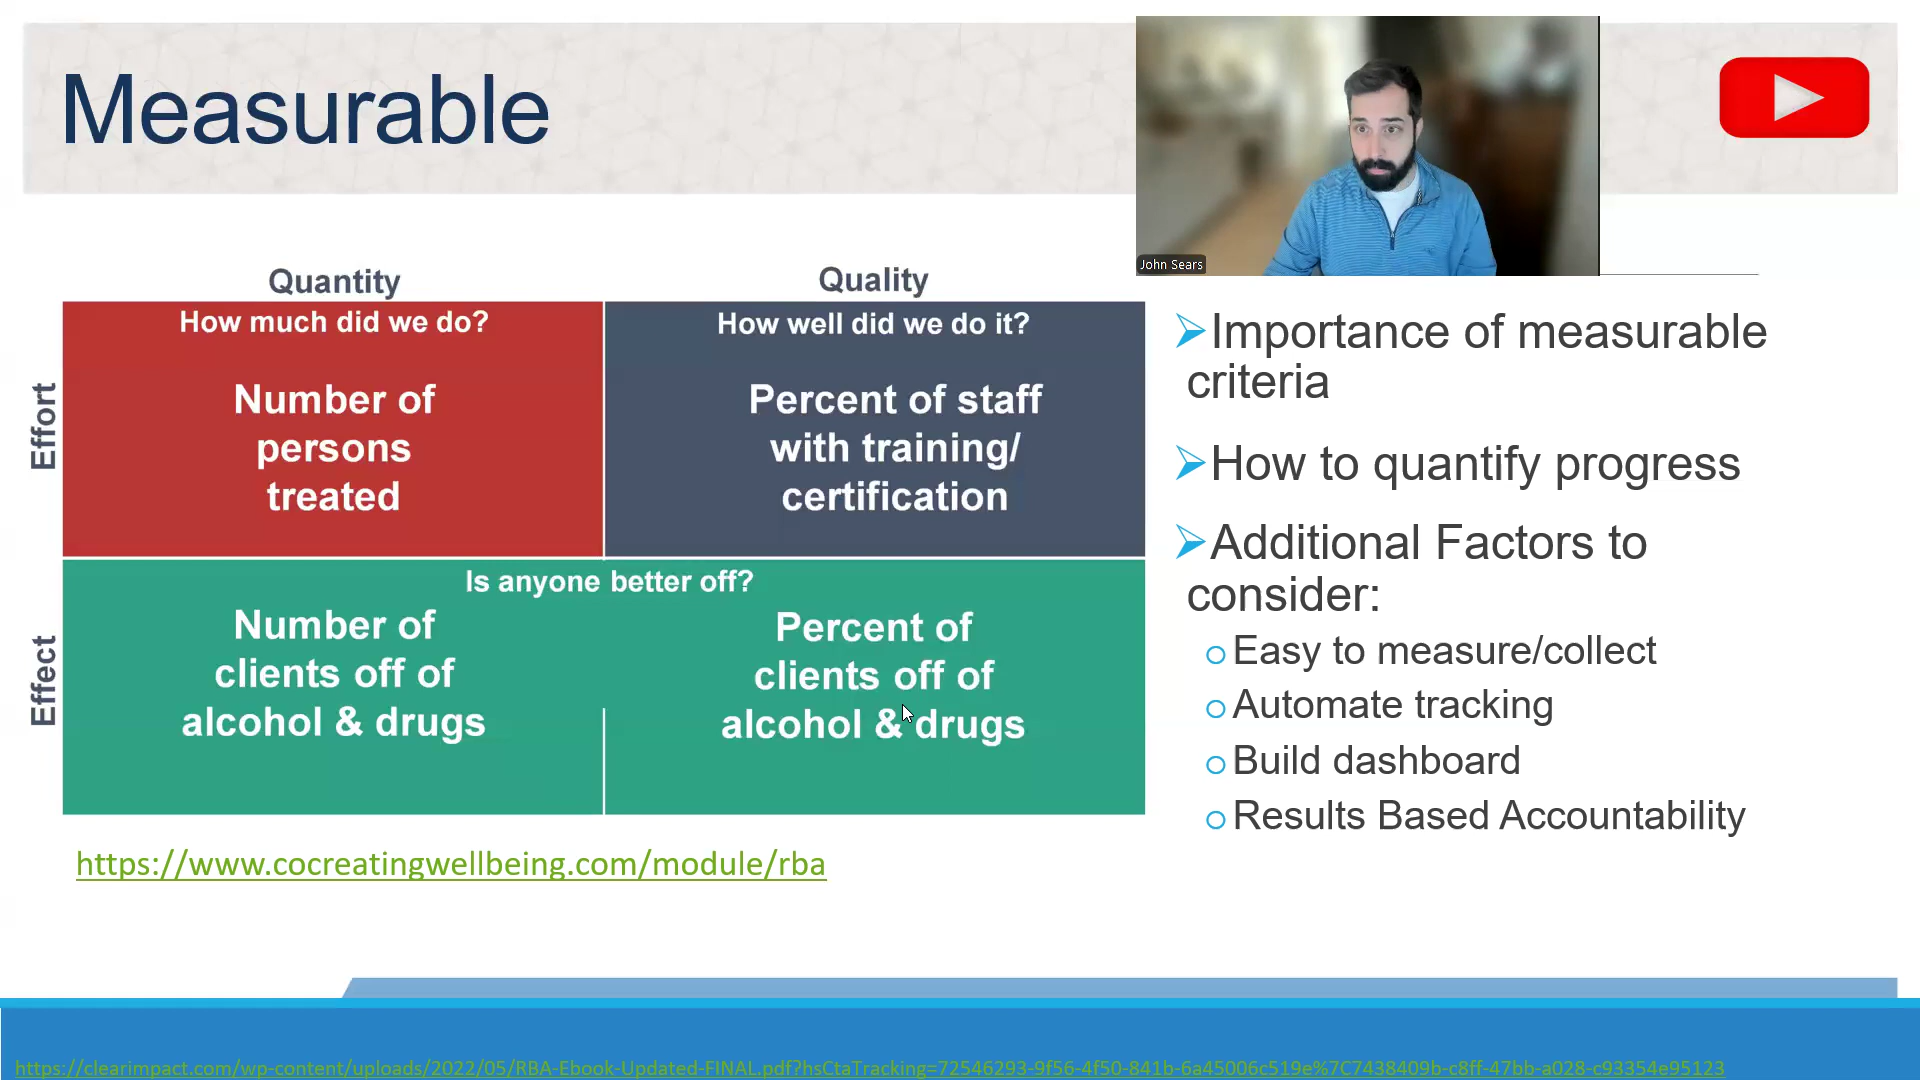 Measurable
John Sears
Quantity
Quality
Effort
How much did we do?
Number of
persons
treated
How well did we do it?
Percent of staff
with training/
certification
Effect
Is anyone better off?
Number of
clients off of
alcohol & drugs
Percent of
clients off of
alcohol & drugs
https://www.cocreatingwellbeing.com/module/rba
Importance of measurable
criteria
How to quantify progress
Additional Factors to
consider:
Easy to measure/collect
Automate tracking
Build dashboard
Results Based Accountability
https://clearimpact.com/wp-content/uploads/2022/05/RBA-Ebook-Updated-FINAL.pdf?hsCtaTracking=72546293-9f56-4f50-841b-6a45006c519e%7C7438409b-c8ff-47bb-a028-c93354e95123